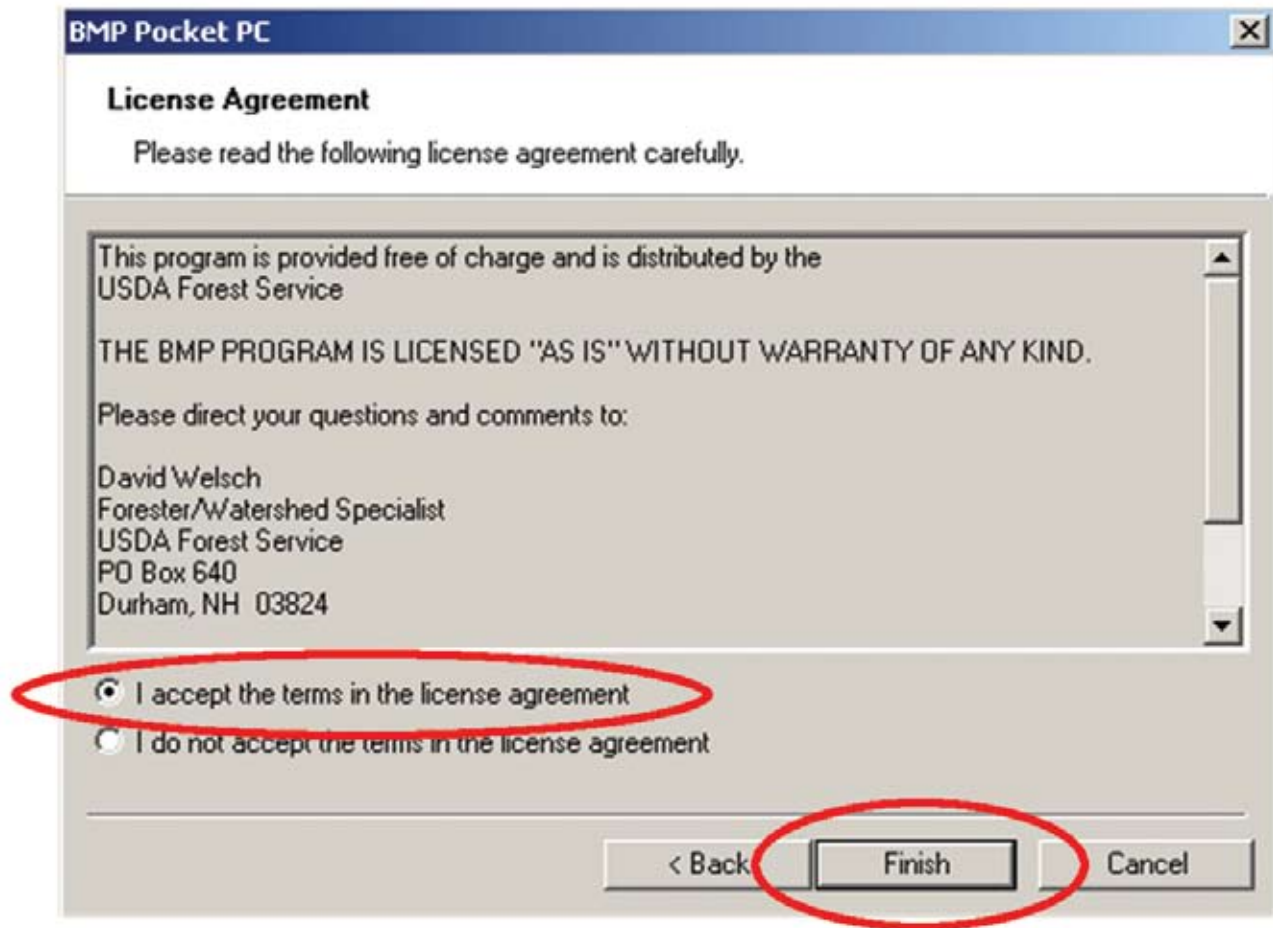 BMP Pocket PC
License Agreement
Please read the following license agreement carefully.
This program is provided free of charge and is distributed by the
USDA Forest Service
THE BMP PROGRAM IS LICENSED "AS IS" WITHOUT WARRANTY OF ANY KIND.
Please direct your questions and comments to:
David Welsch
Forester/Watershed Specialist
USDA Forest Service
PO Box 640
Durham, NH  03824
I accept the terms in the license agreement
I do not accept the terms in the license agreement
< Back Finish Cancel